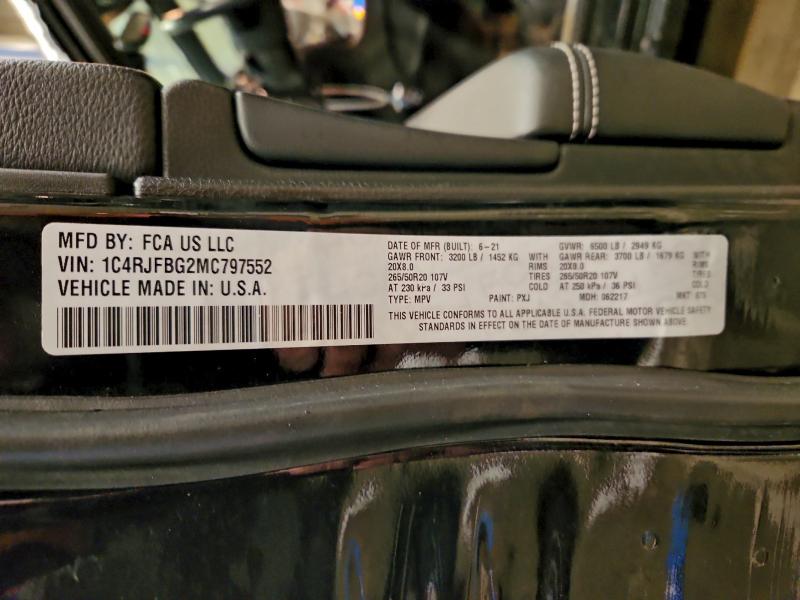 MFD BY: FCA US LLC
VIN: 1C4RJFBG2MC797552
VEHICLE MADE IN: U.S.A.
DATE OF MFR (BUILT): 6-21 GVWR: 6500 LB / 2949 KG
GAWR FRONT: 3200 LB / 1452 KG WITH GAWR REAR: 3700 LB / 1679 KG WITH
20X8.0 RIMS 20X8.0 RIMS
265/50R20 107V TIRES 265/50R20 107V TIRES
AT 230 kPa / 33 PSI COLD AT 250 kPa / 36 PSI COLD
TYPE: MPV PAINT: PXJ MDH: 062217 MKT:
THIS VEHICLE CONFORMS TO ALL APPLICABLE U.S.A. FEDERAL MOTOR VEHICLE SAFETY
STANDARDS IN EFFECT ON THE DATE OF MANUFACTURE SHOWN ABOVE.